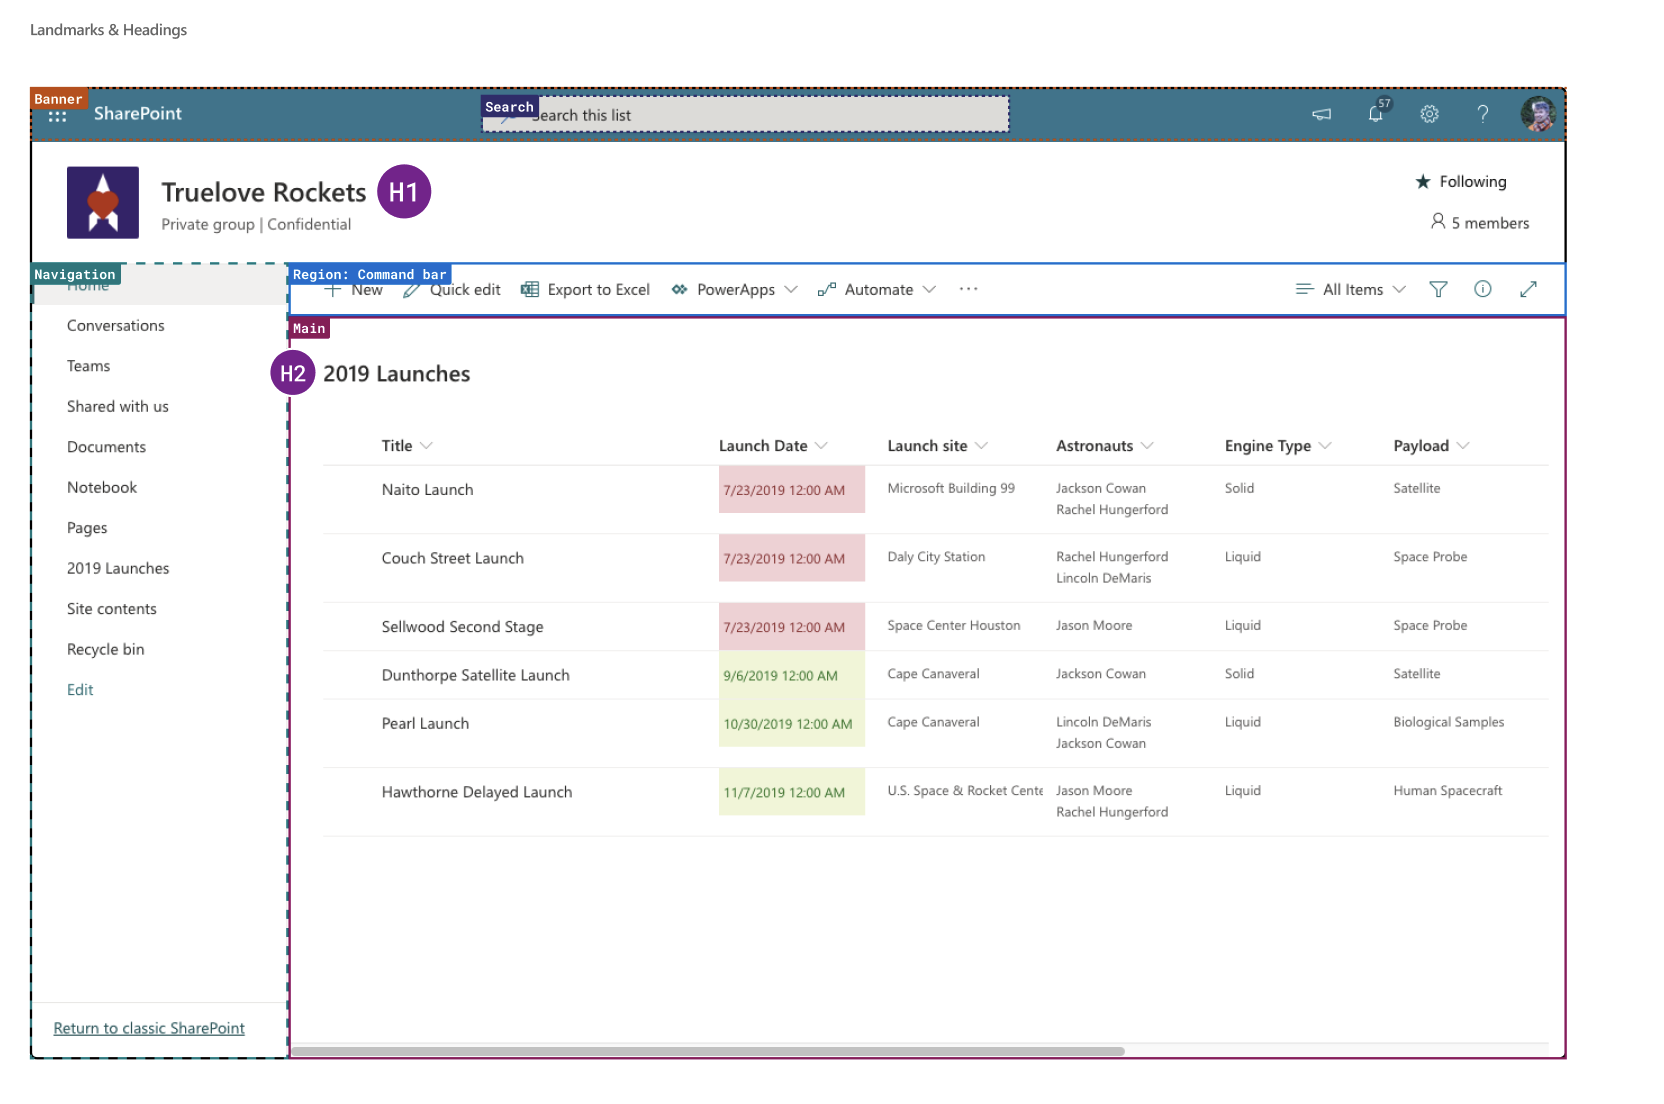 Landmarks & Headings
Banner
SharePoint
Search
Search this list
57
Truelove Rockets
H1
Private group | Confidential
Following
5 members
Navigation
Home
Conversations
Teams
Shared with us
Documents
Notebook
Pages
2019 Launches
Site contents
Recycle bin
Edit
Return to classic SharePoint
Region: Command bar
New Quick edit Export to Excel PowerApps Automate ··· All Items
Main
H2
2019 Launches
Title Launch Date Launch site Astronauts Engine Type Payload
Naito Launch 7/23/2019 12:00 AM Microsoft Building 99 Jackson Cowan Solid Satellite
Rachel Hungerford
Couch Street Launch 7/23/2019 12:00 AM Daly City Station Rachel Hungerford Liquid Space Probe
Lincoln DeMaris
Sellwood Second Stage 7/23/2019 12:00 AM Space Center Houston Jason Moore Liquid Space Probe
Dunthorpe Satellite Launch 9/6/2019 12:00 AM Cape Canaveral Jackson Cowan Solid Satellite
Pearl Launch 10/30/2019 12:00 AM Cape Canaveral Lincoln DeMaris Liquid Biological Samples
Jackson Cowan
Hawthorne Delayed Launch 11/7/2019 12:00 AM U.S. Space & Rocket Cente Jason Moore Liquid Human Spacecraft
Rachel Hungerford